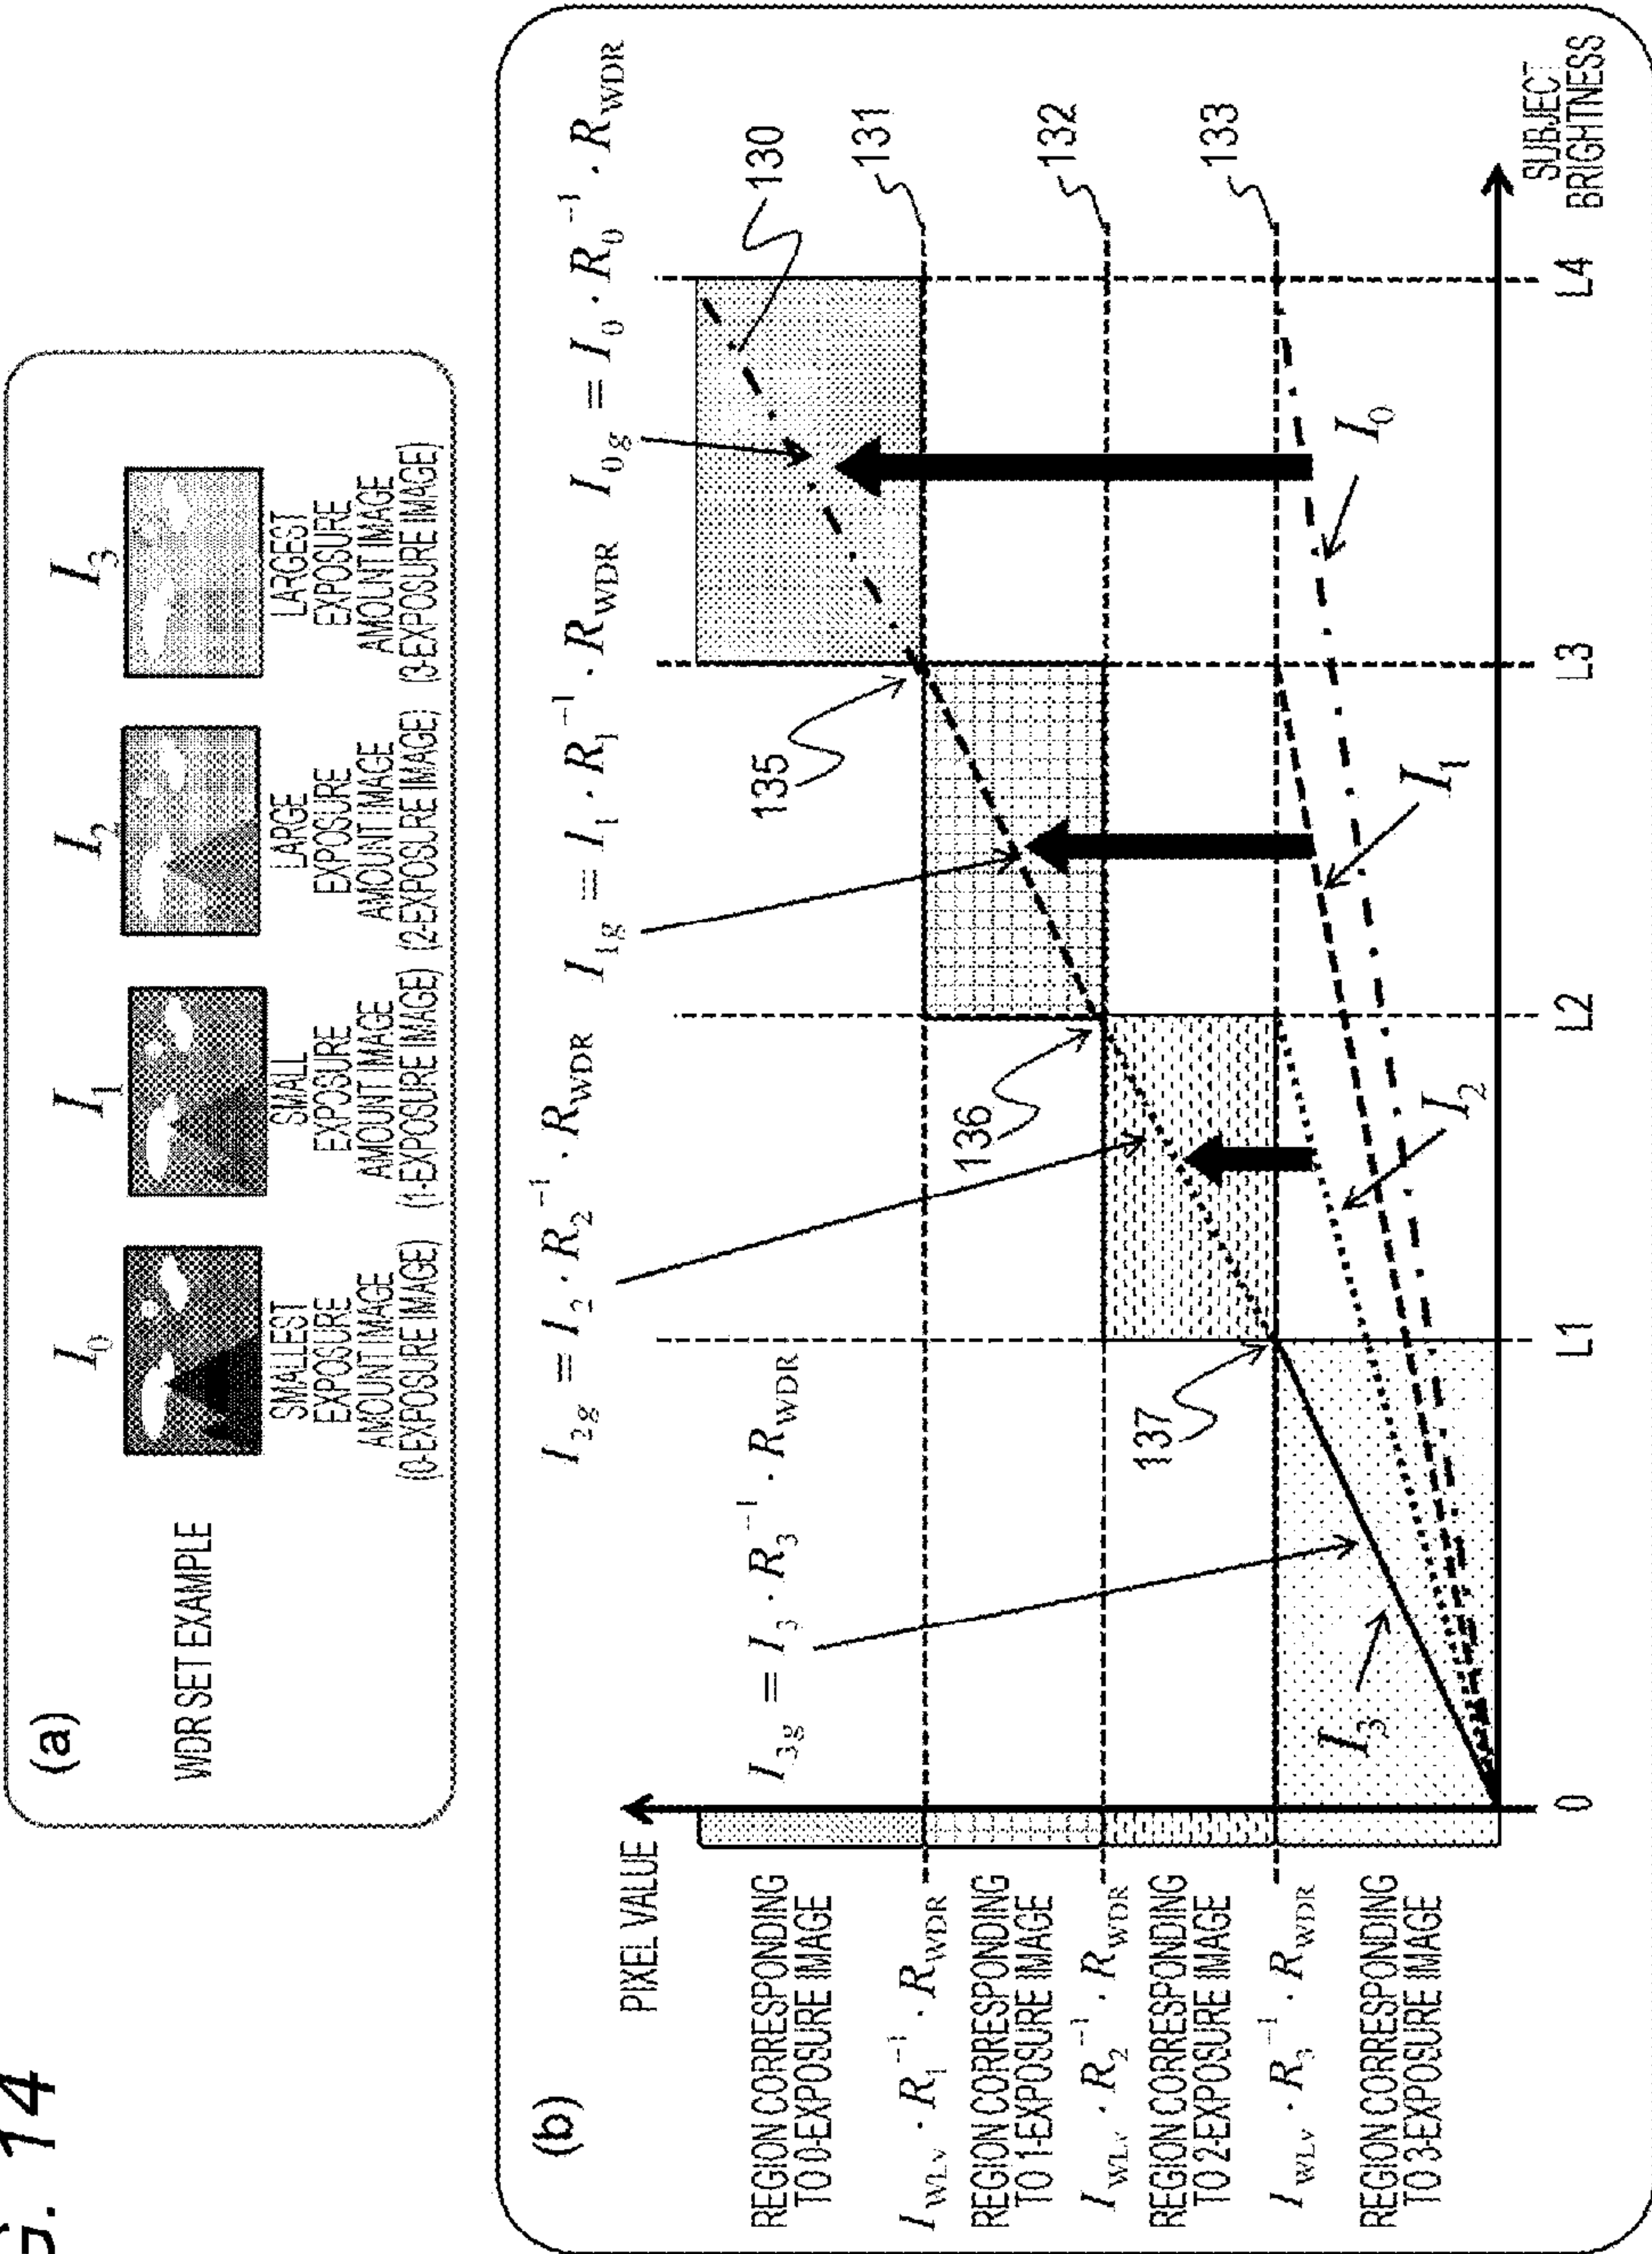 G. 14
(a)
WDR SET EXAMPLE
I₀
SMALLEST
EXPOSURE
AMOUNT IMAGE
(0-EXPOSURE IMAGE)
I₁
SMALL
EXPOSURE
AMOUNT IMAGE
(1-EXPOSURE IMAGE)
I₂
LARGE
EXPOSURE
AMOUNT IMAGE
(2-EXPOSURE IMAGE)
I₃
LARGEST
EXPOSURE
AMOUNT IMAGE
(3-EXPOSURE IMAGE)
(b)
PIXEL VALUE
REGION CORRESPONDING
TO 0-EXPOSURE IMAGE
I_WLv · R₁⁻¹ · R_WDR
REGION CORRESPONDING
TO 1-EXPOSURE IMAGE
I_WLv · R₂⁻¹ · R_WDR
REGION CORRESPONDING
TO 2-EXPOSURE IMAGE
I_WLv · R₃⁻¹ · R_WDR
REGION CORRESPONDING
TO 3-EXPOSURE IMAGE
I₃g = I₃ · R₃⁻¹ · R_WDR
I₂g = I₂ · R₂⁻¹ · R_WDR
I₁g = I₁ · R₁⁻¹ · R_WDR
I₀g = I₀ · R₀⁻¹ · R_WDR
130
131
132
133
135
136
137
I₃
I₂
I₁
I₀
0
L1
L2
L3
L4
SUBJECT
BRIGHTNESS